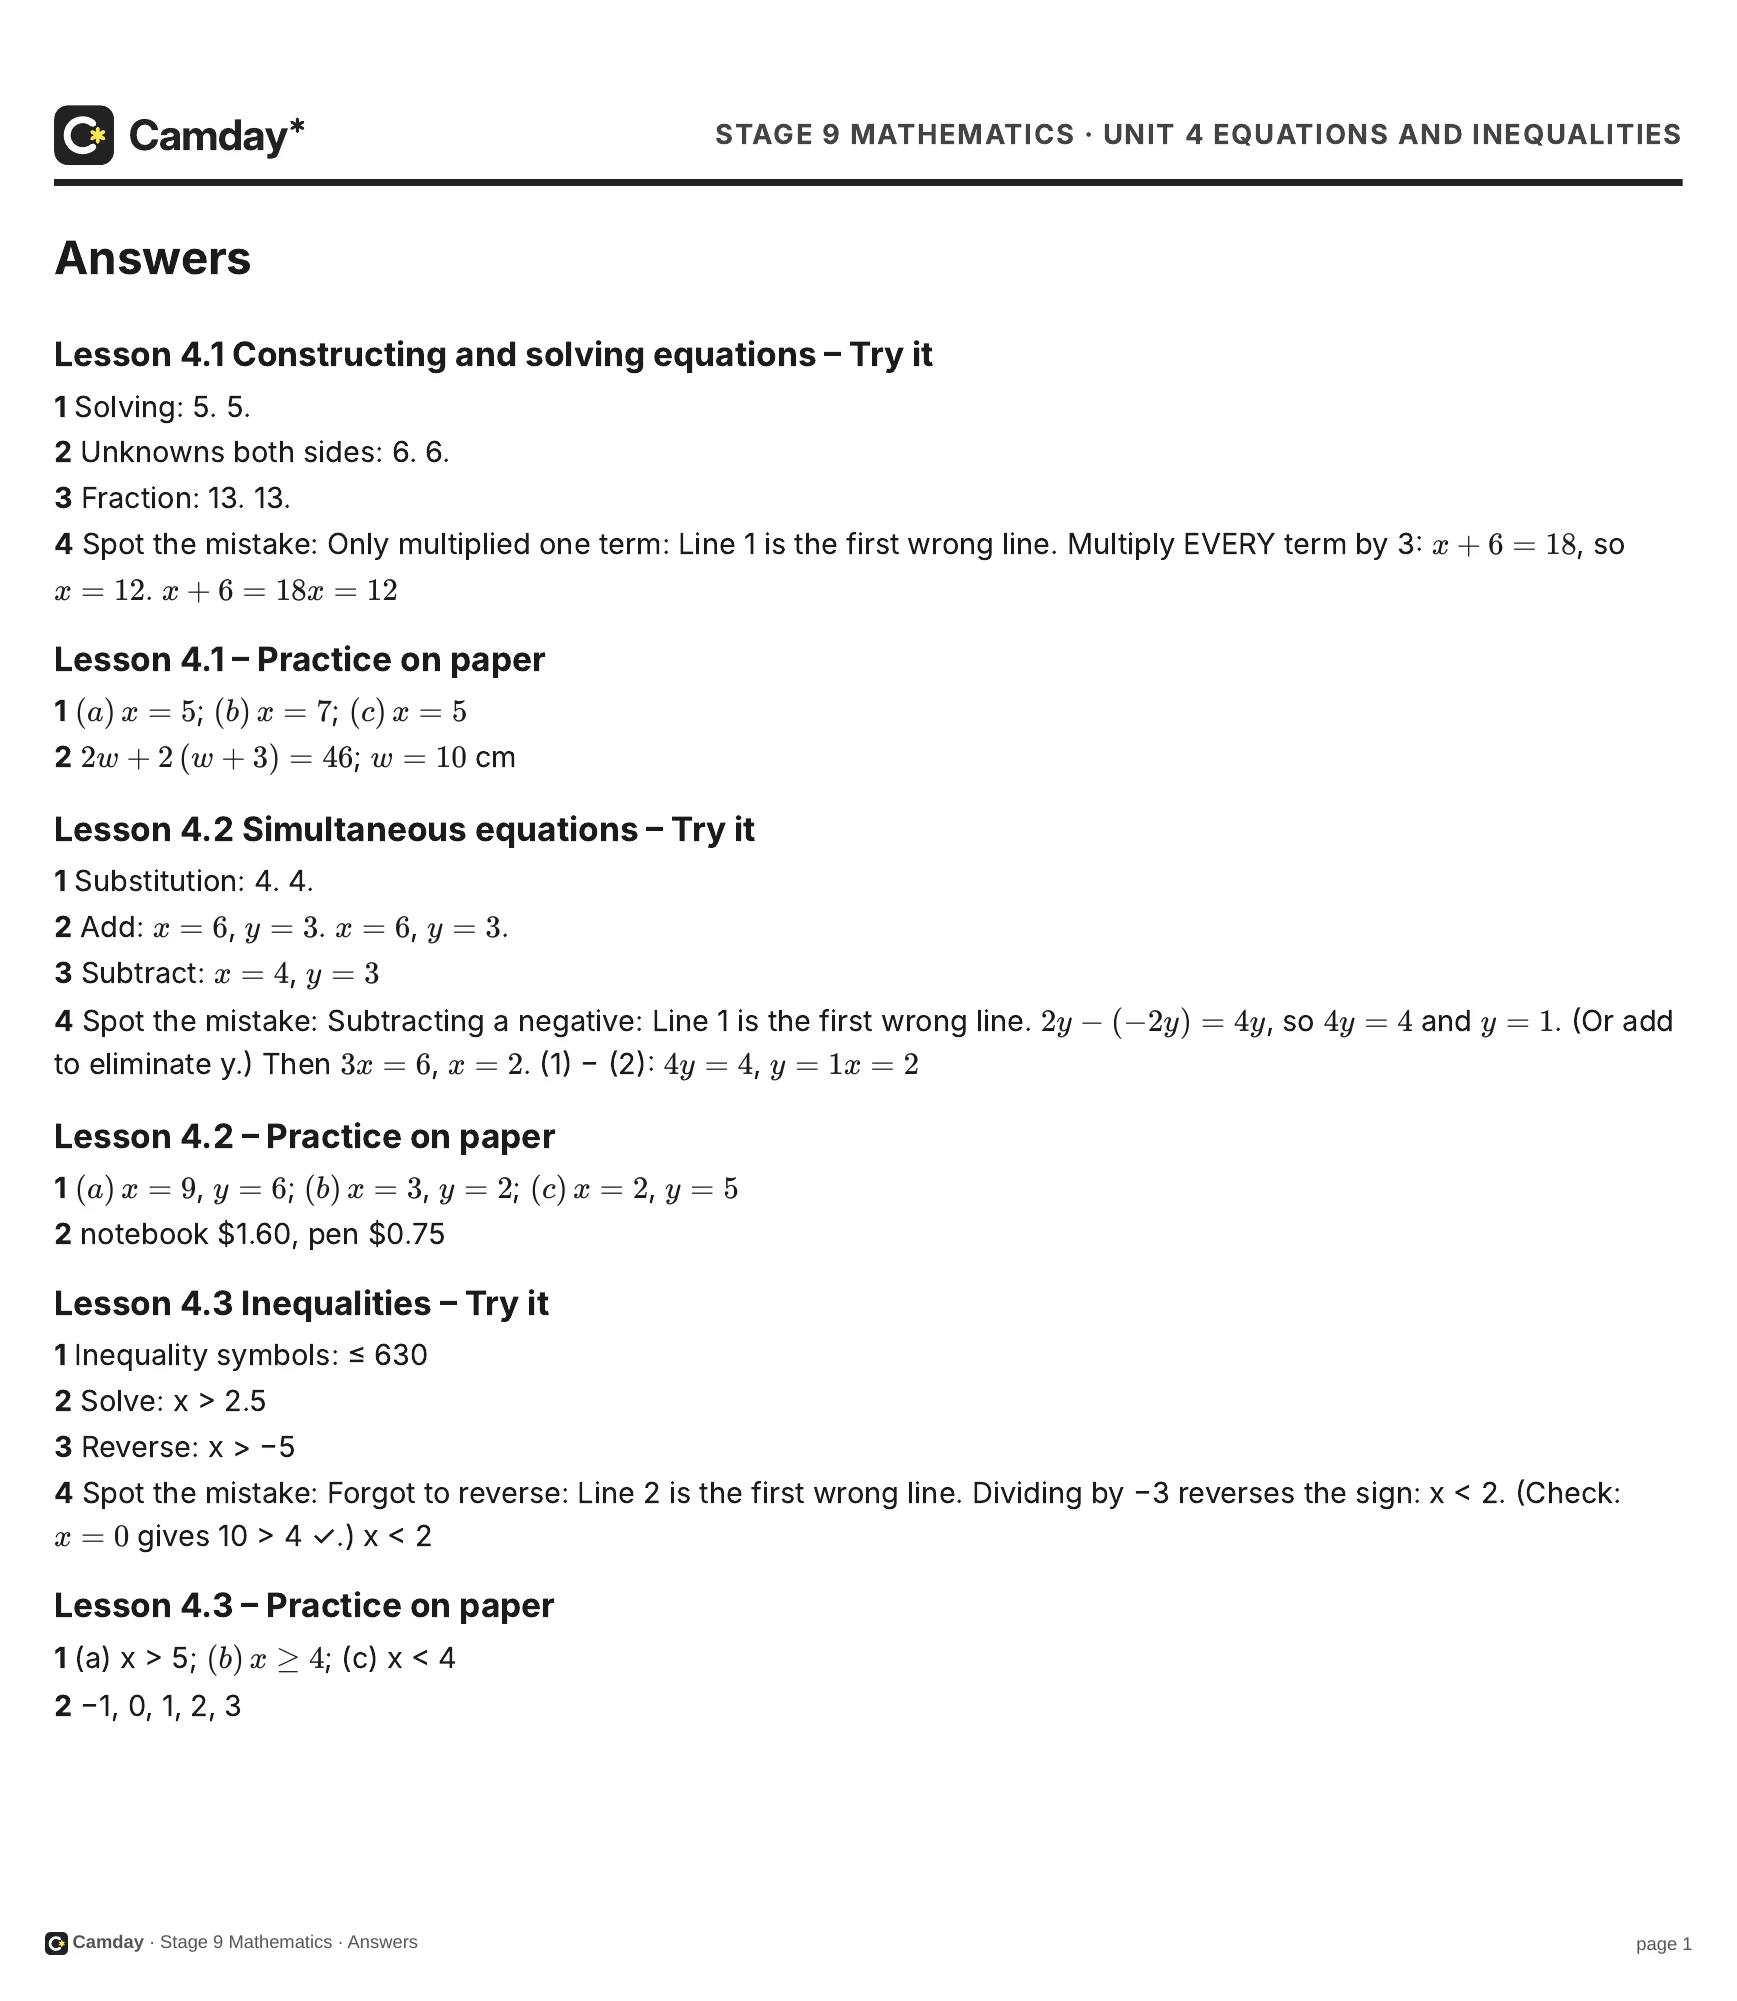 Camday*
STAGE 9 MATHEMATICS · UNIT 4 EQUATIONS AND INEQUALITIES
Answers
Lesson 4.1 Constructing and solving equations – Try it
1 Solving: 5. 5.
2 Unknowns both sides: 6. 6.
3 Fraction: 13. 13.
4 Spot the mistake: Only multiplied one term: Line 1 is the first wrong line. Multiply EVERY term by 3: x + 6 = 18, so
x = 12. x + 6 = 18x = 12
Lesson 4.1 – Practice on paper
1 (a) x = 5; (b) x = 7; (c) x = 5
2 2w + 2 (w + 3) = 46; w = 10 cm
Lesson 4.2 Simultaneous equations – Try it
1 Substitution: 4. 4.
2 Add: x = 6, y = 3. x = 6, y = 3.
3 Subtract: x = 4, y = 3
4 Spot the mistake: Subtracting a negative: Line 1 is the first wrong line. 2y − (−2y) = 4y, so 4y = 4 and y = 1. (Or add
to eliminate y.) Then 3x = 6, x = 2. (1) − (2): 4y = 4, y = 1x = 2
Lesson 4.2 – Practice on paper
1 (a) x = 9, y = 6; (b) x = 3, y = 2; (c) x = 2, y = 5
2 notebook $1.60, pen $0.75
Lesson 4.3 Inequalities – Try it
1 Inequality symbols: ≤ 630
2 Solve: x > 2.5
3 Reverse: x > −5
4 Spot the mistake: Forgot to reverse: Line 2 is the first wrong line. Dividing by −3 reverses the sign: x < 2. (Check:
x = 0 gives 10 > 4 ✓.) x < 2
Lesson 4.3 – Practice on paper
1 (a) x > 5; (b) x ≥ 4; (c) x < 4
2 −1, 0, 1, 2, 3
Camday · Stage 9 Mathematics · Answers
page 1